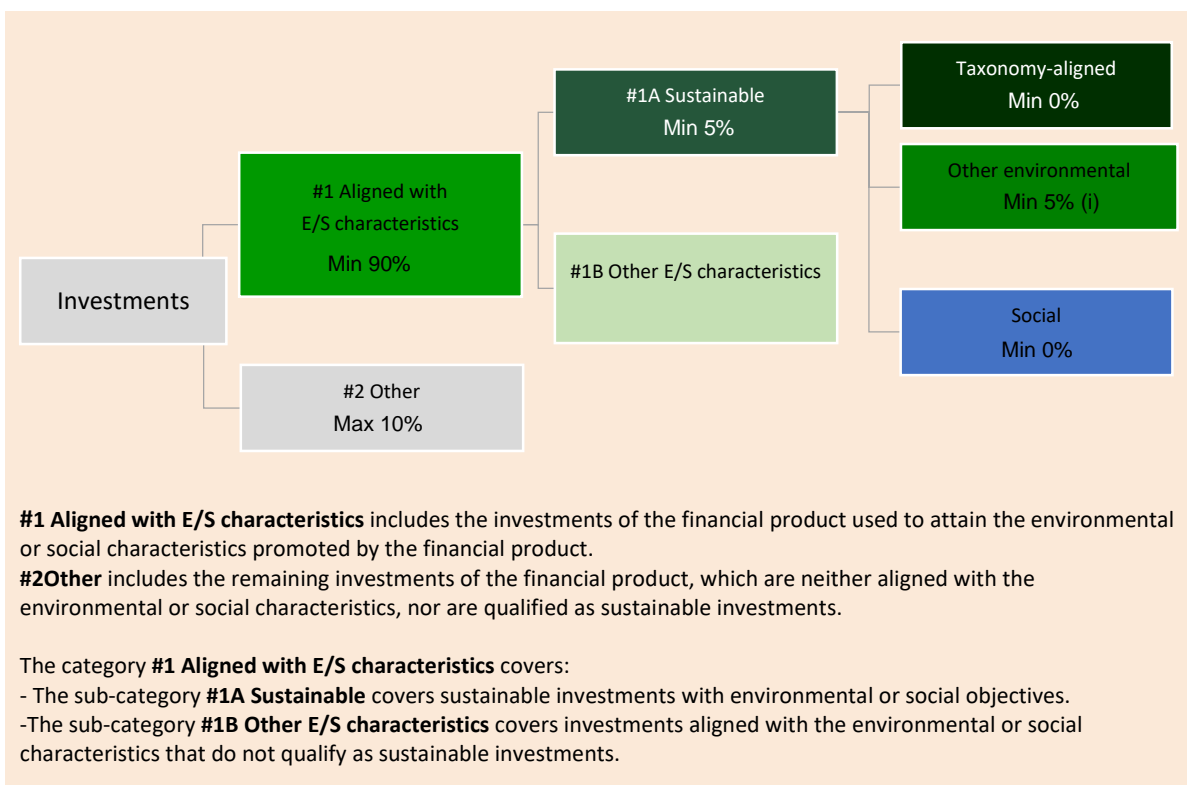 Investments
#1 Aligned with
E/S characteristics
Min 90%
#2 Other
Max 10%
#1A Sustainable
Min 5%
#1B Other E/S characteristics
Taxonomy-aligned
Min 0%
Other environmental
Min 5% (i)
Social
Min 0%
#1 Aligned with E/S characteristics includes the investments of the financial product used to attain the environmental
or social characteristics promoted by the financial product.
#2Other includes the remaining investments of the financial product, which are neither aligned with the
environmental or social characteristics, nor are qualified as sustainable investments.
The category #1 Aligned with E/S characteristics covers:
- The sub-category #1A Sustainable covers sustainable investments with environmental or social objectives.
-The sub-category #1B Other E/S characteristics covers investments aligned with the environmental or social
characteristics that do not qualify as sustainable investments.